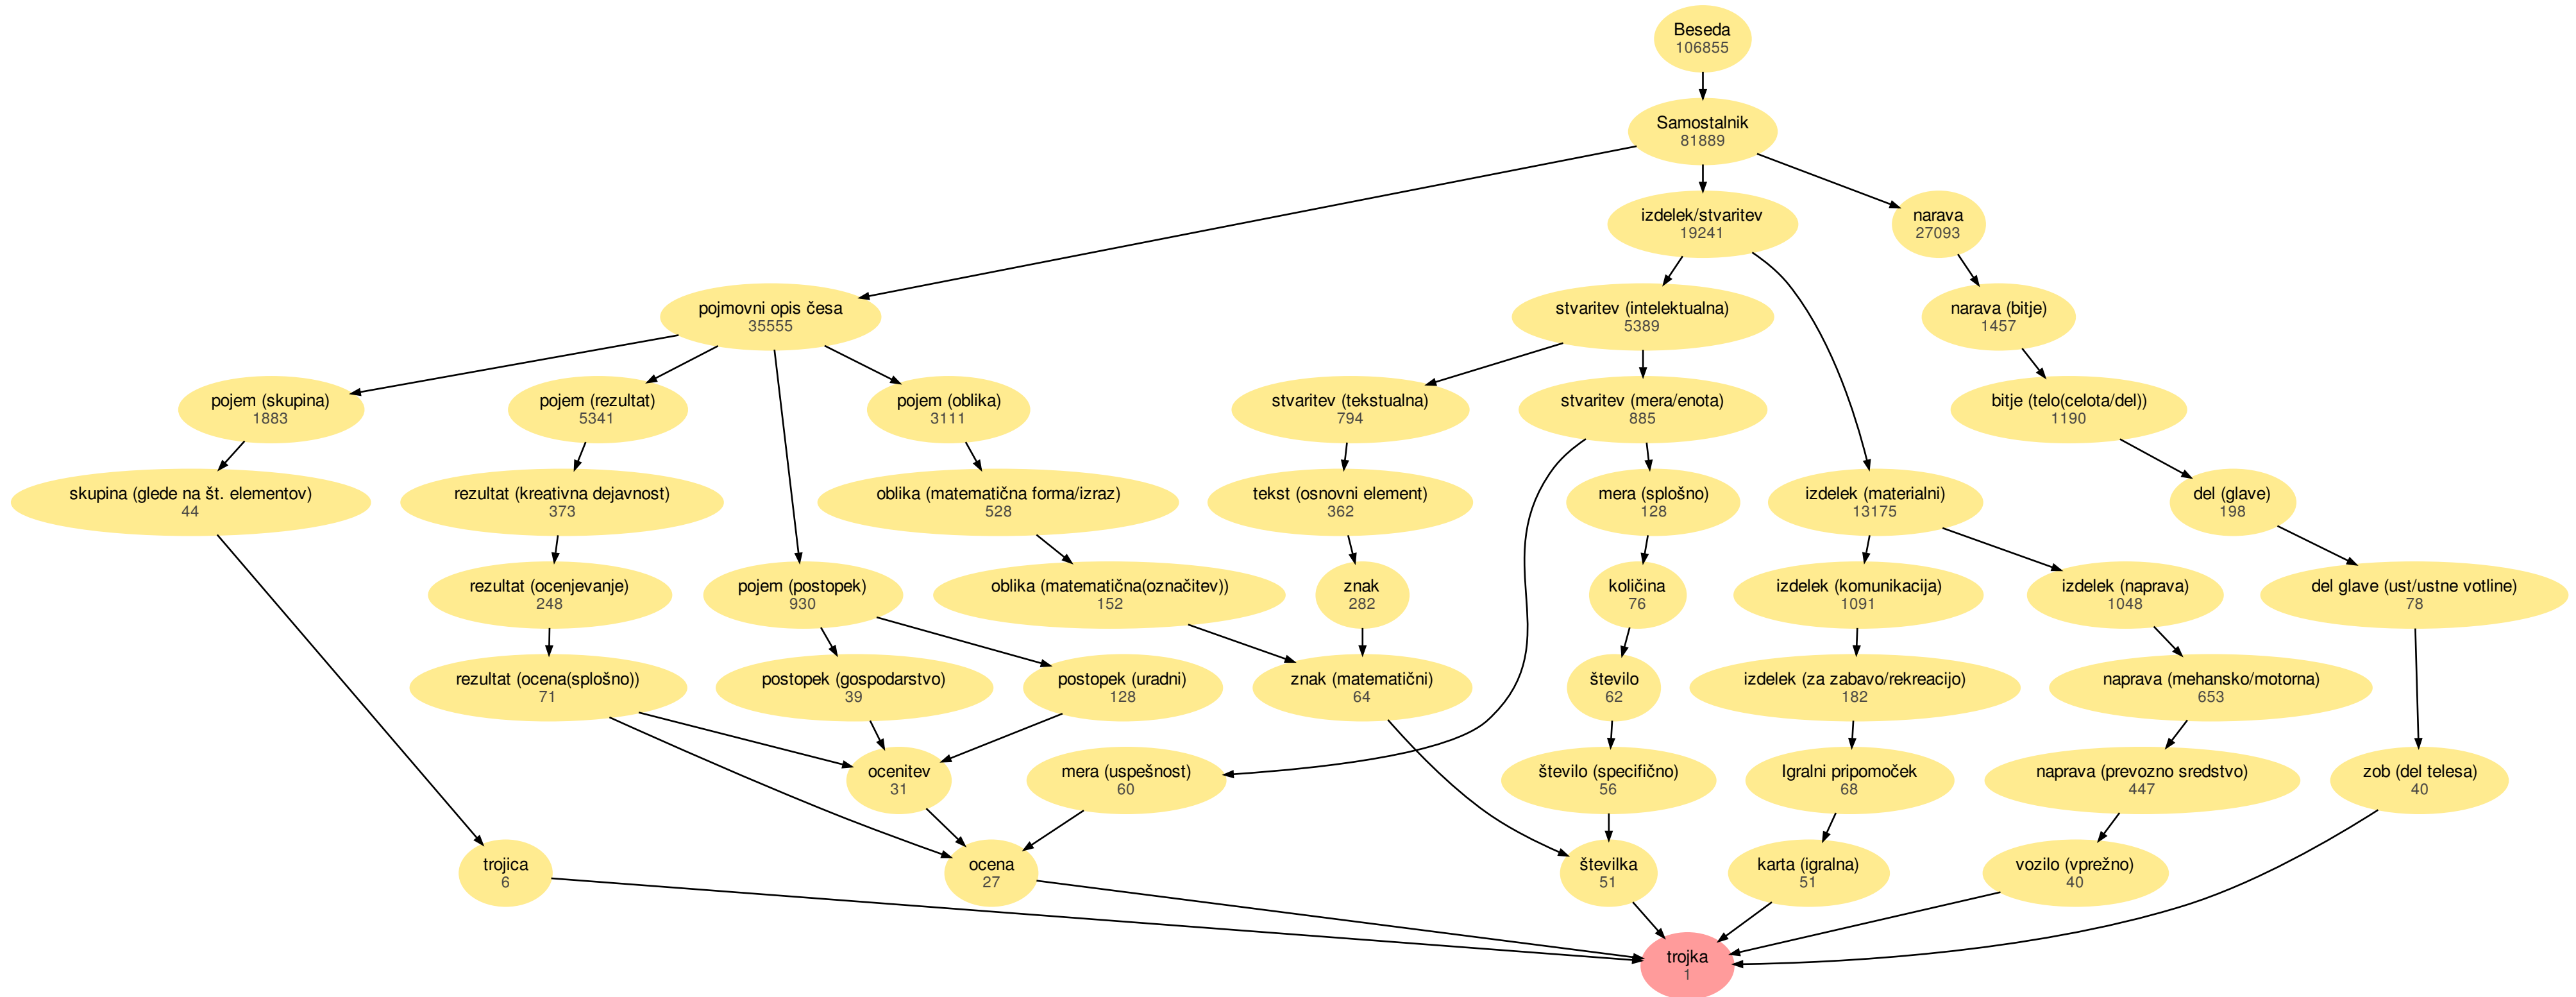 Beseda
106855
Samostalnik
81889
izdelek/stvaritev
19241
narava
27093
pojmovni opis česa
35555
stvaritev (intelektualna)
5389
narava (bitje)
1457
pojem (skupina)
1883
pojem (rezultat)
5341
pojem (oblika)
3111
stvaritev (tekstualna)
794
stvaritev (mera/enota)
885
bitje (telo(celota/del))
1190
skupina (glede na št. elementov)
44
rezultat (kreativna dejavnost)
373
oblika (matematična forma/izraz)
528
tekst (osnovni element)
362
mera (splošno)
128
izdelek (materialni)
13175
del (glave)
198
rezultat (ocenjevanje)
248
pojem (postopek)
930
oblika (matematična(označitev))
152
znak
282
količina
76
izdelek (komunikacija)
1091
izdelek (naprava)
1048
del glave (ust/ustne votline)
78
rezultat (ocena(splošno))
71
postopek (gospodarstvo)
39
postopek (uradni)
128
znak (matematični)
64
število
62
izdelek (za zabavo/rekreacijo)
182
naprava (mehansko/motorna)
653
ocenitev
31
mera (uspešnost)
60
število (specifično)
56
Igralni pripomoček
68
naprava (prevozno sredstvo)
447
zob (del telesa)
40
trojica
6
ocena
27
številka
51
karta (igralna)
51
vozilo (vprežno)
40
trojka
1